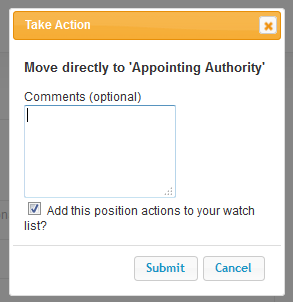 Take Action
Move directly to 'Appointing Authority'
Comments (optional)
Add this position actions to your watch
list?
Submit Cancel